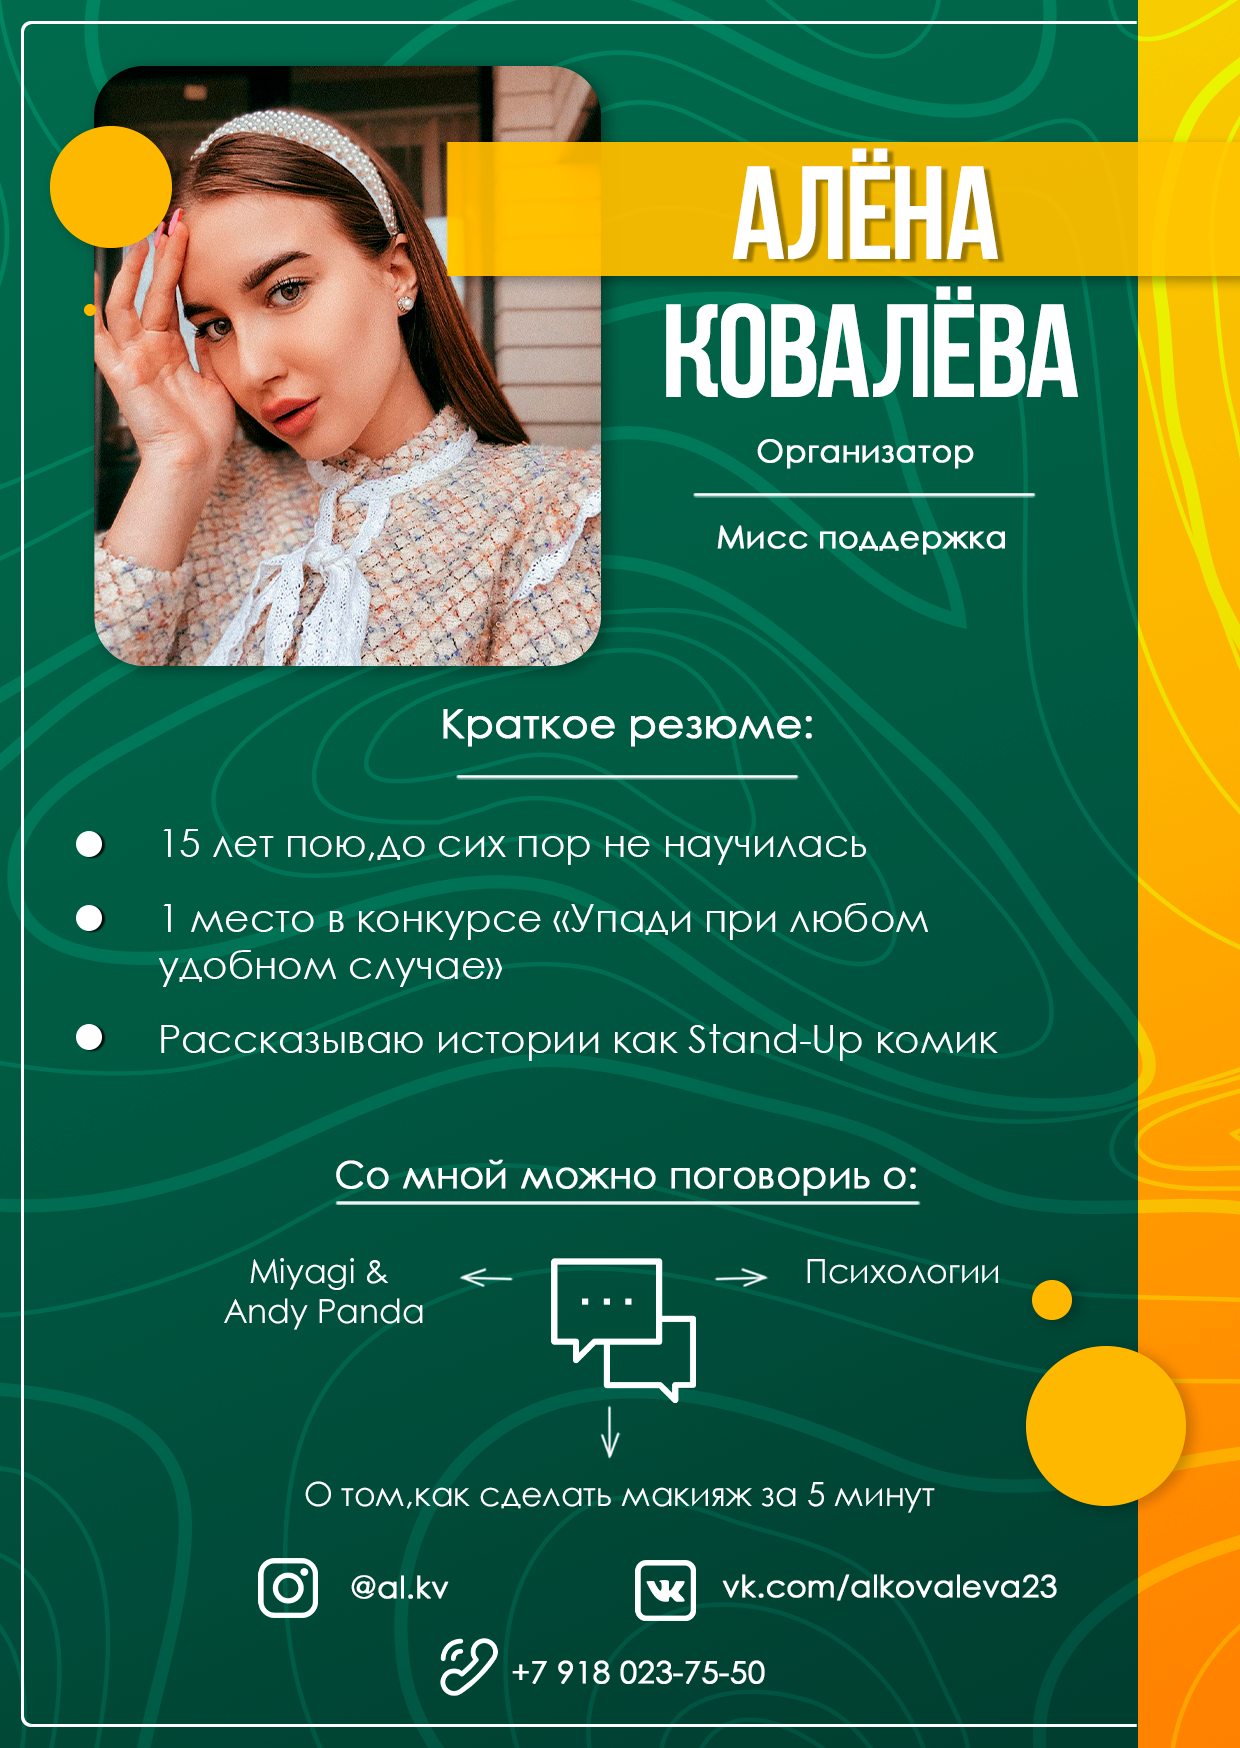 АЛЁНА
КОВАЛЁВА
Организатор
Мисс поддержка
Краткое резюме:
15 лет пою,до сих пор не научилась
1 место в конкурсе «Упади при любом
удобном случае»
Рассказываю истории как Stand-Up комик
Со мной можно поговориь о:
Miyagi &
Andy Panda
Психологии
О том,как сделать макияж за 5 минут
@al.kv
vk.com/alkovaleva23
+7 918 023-75-50